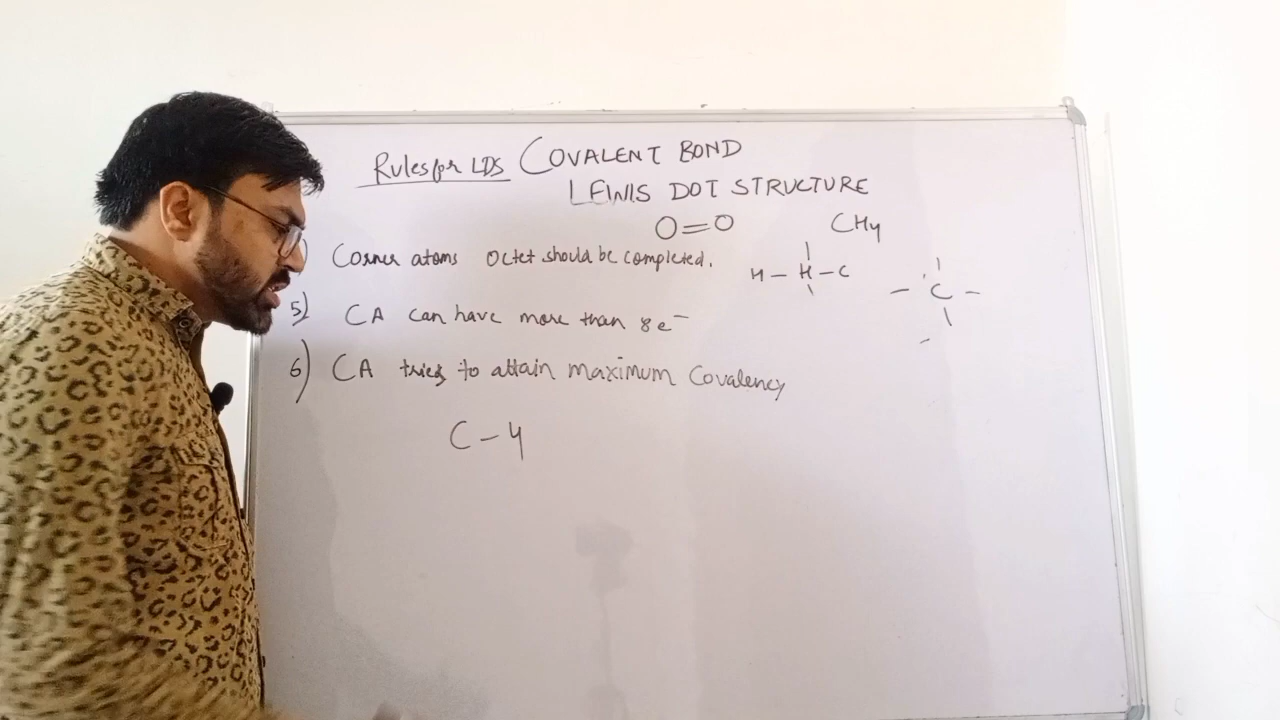 Rules for LDS COVALENT BOND
LEWIS DOT STRUCTURE
O=O CH4
) Corner atoms Octet should be completed.
H – H – C
– C –
5) CA can have more than 8 e⁻
6) CA tries to attain maximum Covalency
C – 4